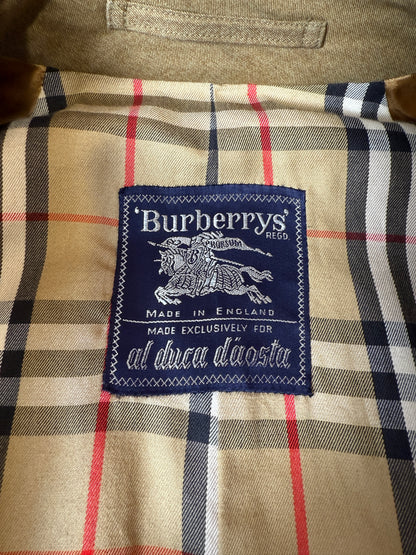 'Burberrys'
REGD.
PRORSUM
MADE IN ENGLAND
MADE EXCLUSIVELY FOR
al duca d'aosta